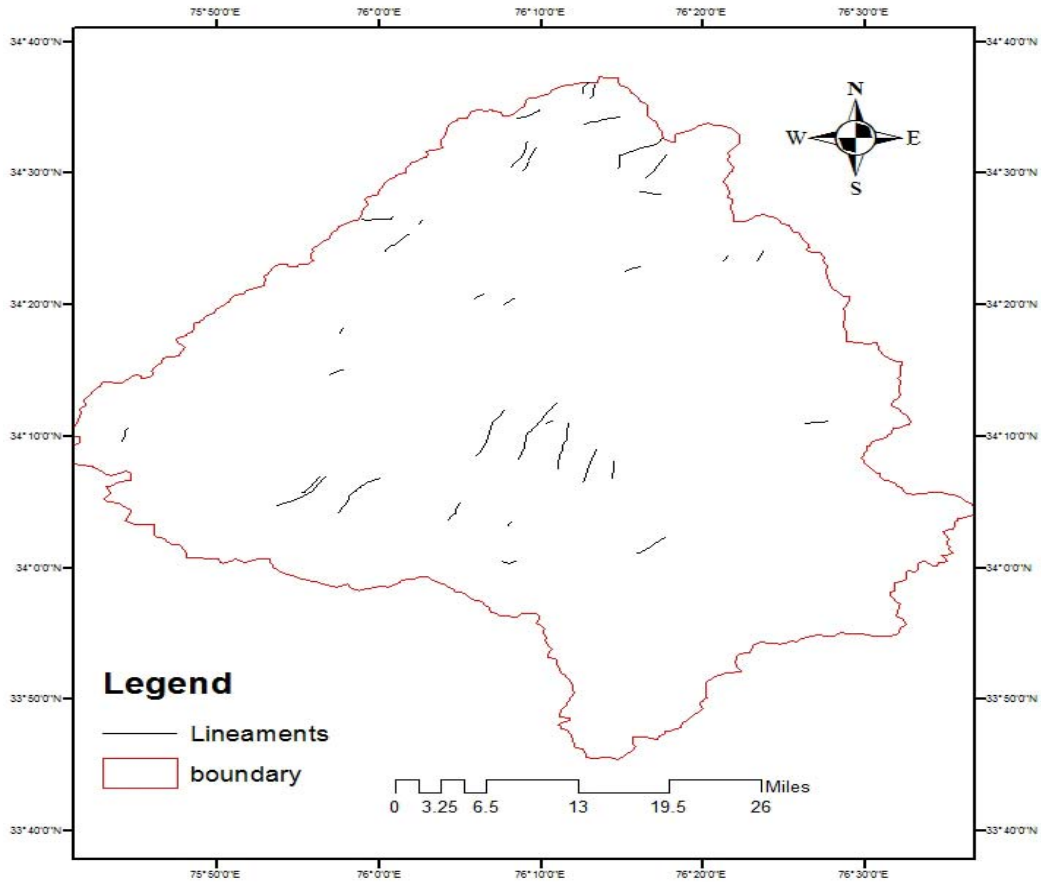 75°50'0"E 76°0'0"E 76°10'0"E 76°20'0"E 76°30'0"E
34°40'0"N 34°40'0"N
N
W E
S
34°30'0"N 34°30'0"N
34°20'0"N 34°20'0"N
34°10'0"N 34°10'0"N
34°0'0"N 34°0'0"N
Legend
33°50'0"N 33°50'0"N
Lineaments
boundary
Miles
0 3.25 6.5 13 19.5 26
33°40'0"N 33°40'0"N
75°50'0"E 76°0'0"E 76°10'0"E 76°20'0"E 76°30'0"E